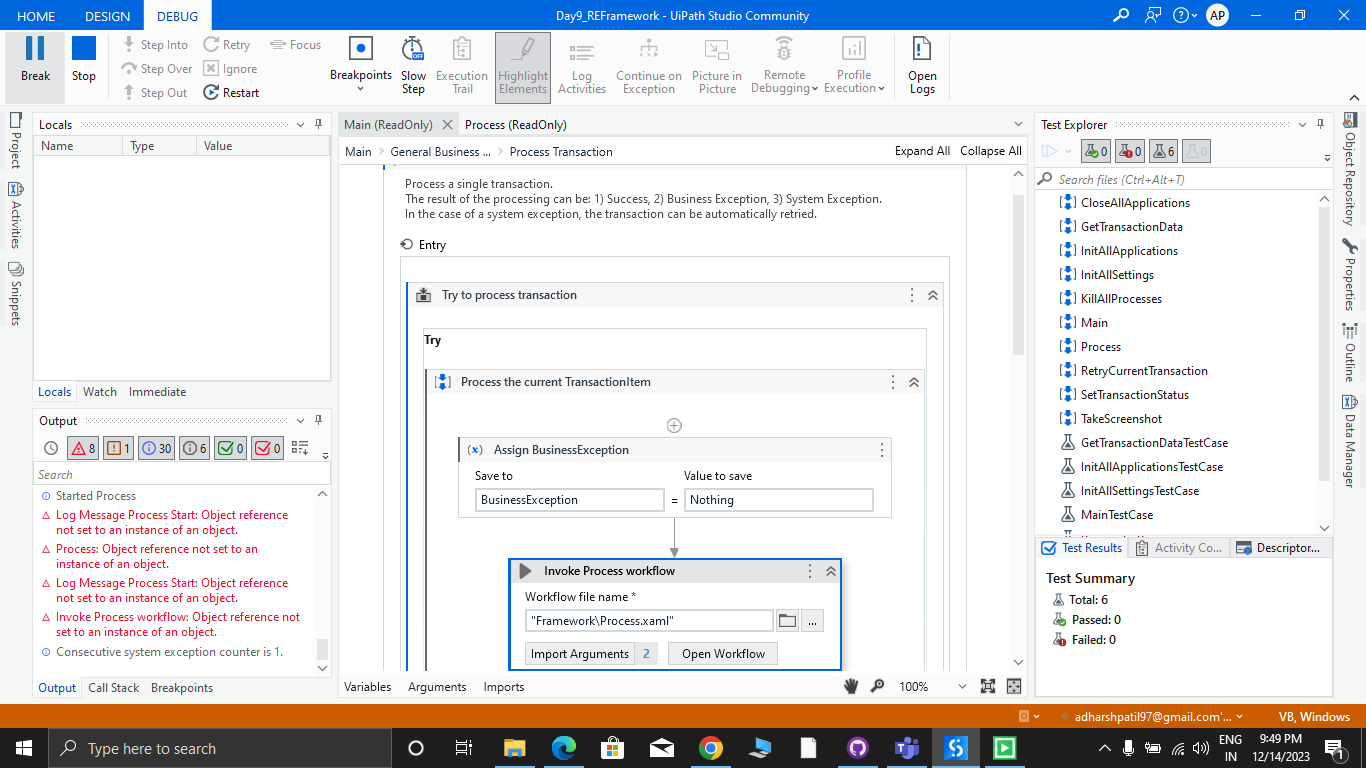 HOME DESIGN DEBUG Day9_REFramework - UiPath Studio Community AP
Break
Stop
Step Into Retry Focus
Step Over Ignore
Step Out Restart
Breakpoints
Slow
Step
Execution
Trail
Highlight
Elements
Log
Activities
Continue on
Exception
Picture in
Picture
Remote
Debugging
Profile
Execution
Open
Logs
Project
Activities
Snippets
Locals
Name Type Value
Locals Watch Immediate
Output
8 1 30 6 0 0
Search
Started Process
Log Message Process Start: Object reference
not set to an instance of an object.
Process: Object reference not set to an
instance of an object.
Log Message Process Start: Object reference
not set to an instance of an object.
Invoke Process workflow: Object reference not
set to an instance of an object.
Consecutive system exception counter is 1.
Output Call Stack Breakpoints
Main (ReadOnly) Process (ReadOnly)
Main General Business ... Process Transaction Expand All Collapse All
Process a single transaction.
The result of the processing can be: 1) Success, 2) Business Exception, 3) System Exception.
In the case of a system exception, the transaction can be automatically retried.
Entry
Try to process transaction
Try
Process the current TransactionItem
(x) Assign BusinessException
Save to Value to save
BusinessException = Nothing
Invoke Process workflow
Workflow file name *
"Framework\Process.xaml" ...
Import Arguments 2 Open Workflow
Variables Arguments Imports 100%
Test Explorer
0 0 6 0
Search files (Ctrl+Alt+T)
CloseAllApplications
GetTransactionData
InitAllApplications
InitAllSettings
KillAllProcesses
Main
Process
RetryCurrentTransaction
SetTransactionStatus
TakeScreenshot
GetTransactionDataTestCase
InitAllApplicationsTestCase
InitAllSettingsTestCase
MainTestCase
Test Results Activity Co... Descriptor...
Test Summary
Total: 6
Passed: 0
Failed: 0
Object Repository
Properties
Outline
Data Manager
adharshpatil97@gmail.com'... VB, Windows
Type here to search
ENG
IN
9:49 PM
12/14/2023
1